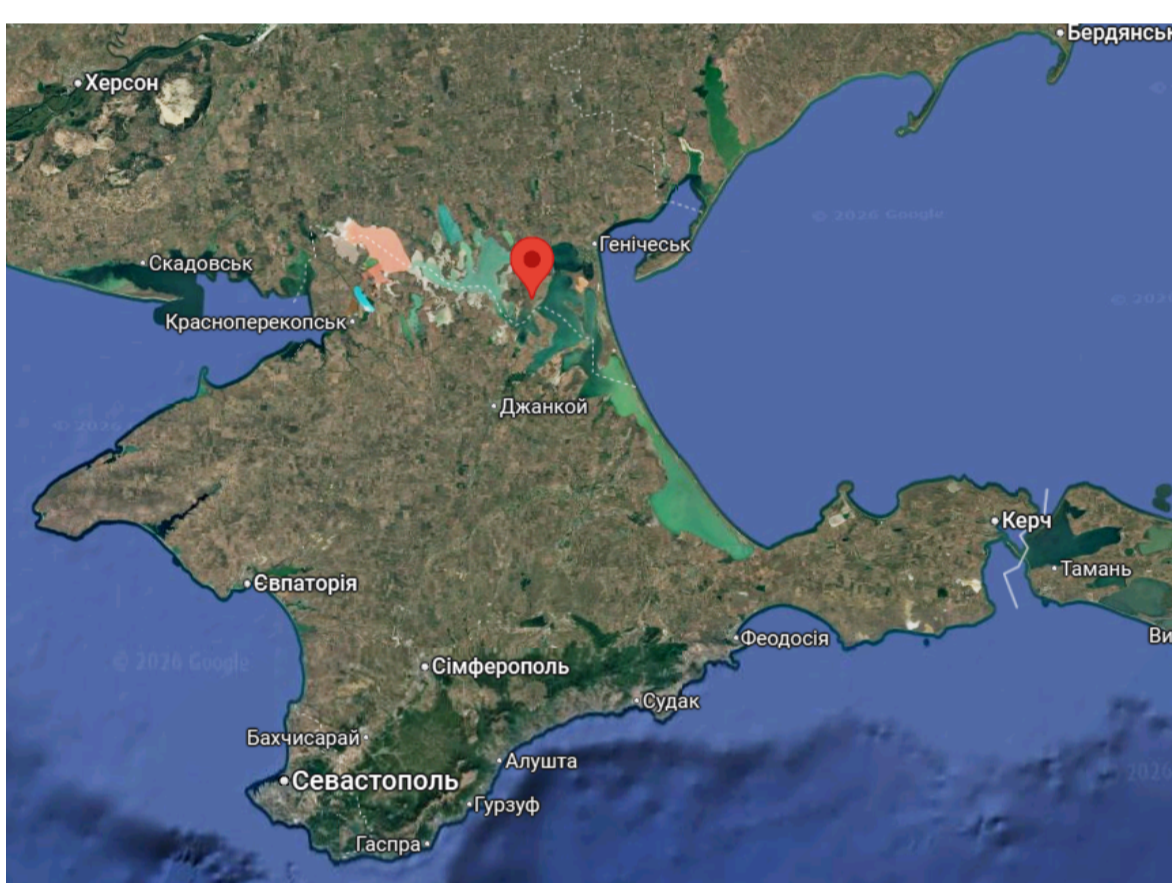 Бердянськ
Херсон
© 2026 Google
Генічеськ
Скадовськ
Красноперекопськ
Джанкой
Керч
Тамань
Євпаторія
Феодосія
Ви
© 2026 Google
Сімферополь
Судак
Бахчисарай
Алушта
Севастополь
Гурзуф
Гаспра